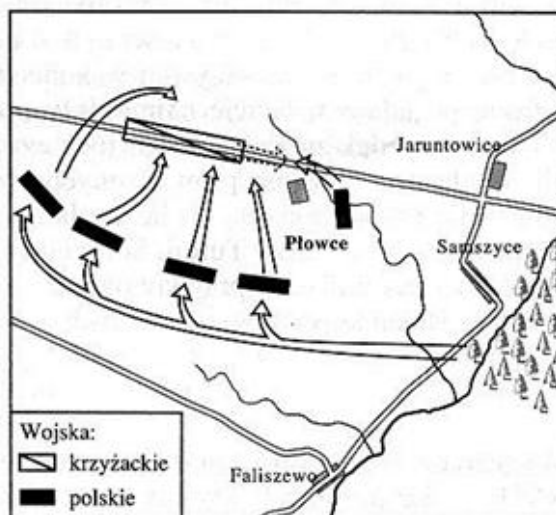 Jaruntowice
Płowce
Samszyce
Faliszewo
Wojska:
krzyżackie
polskie